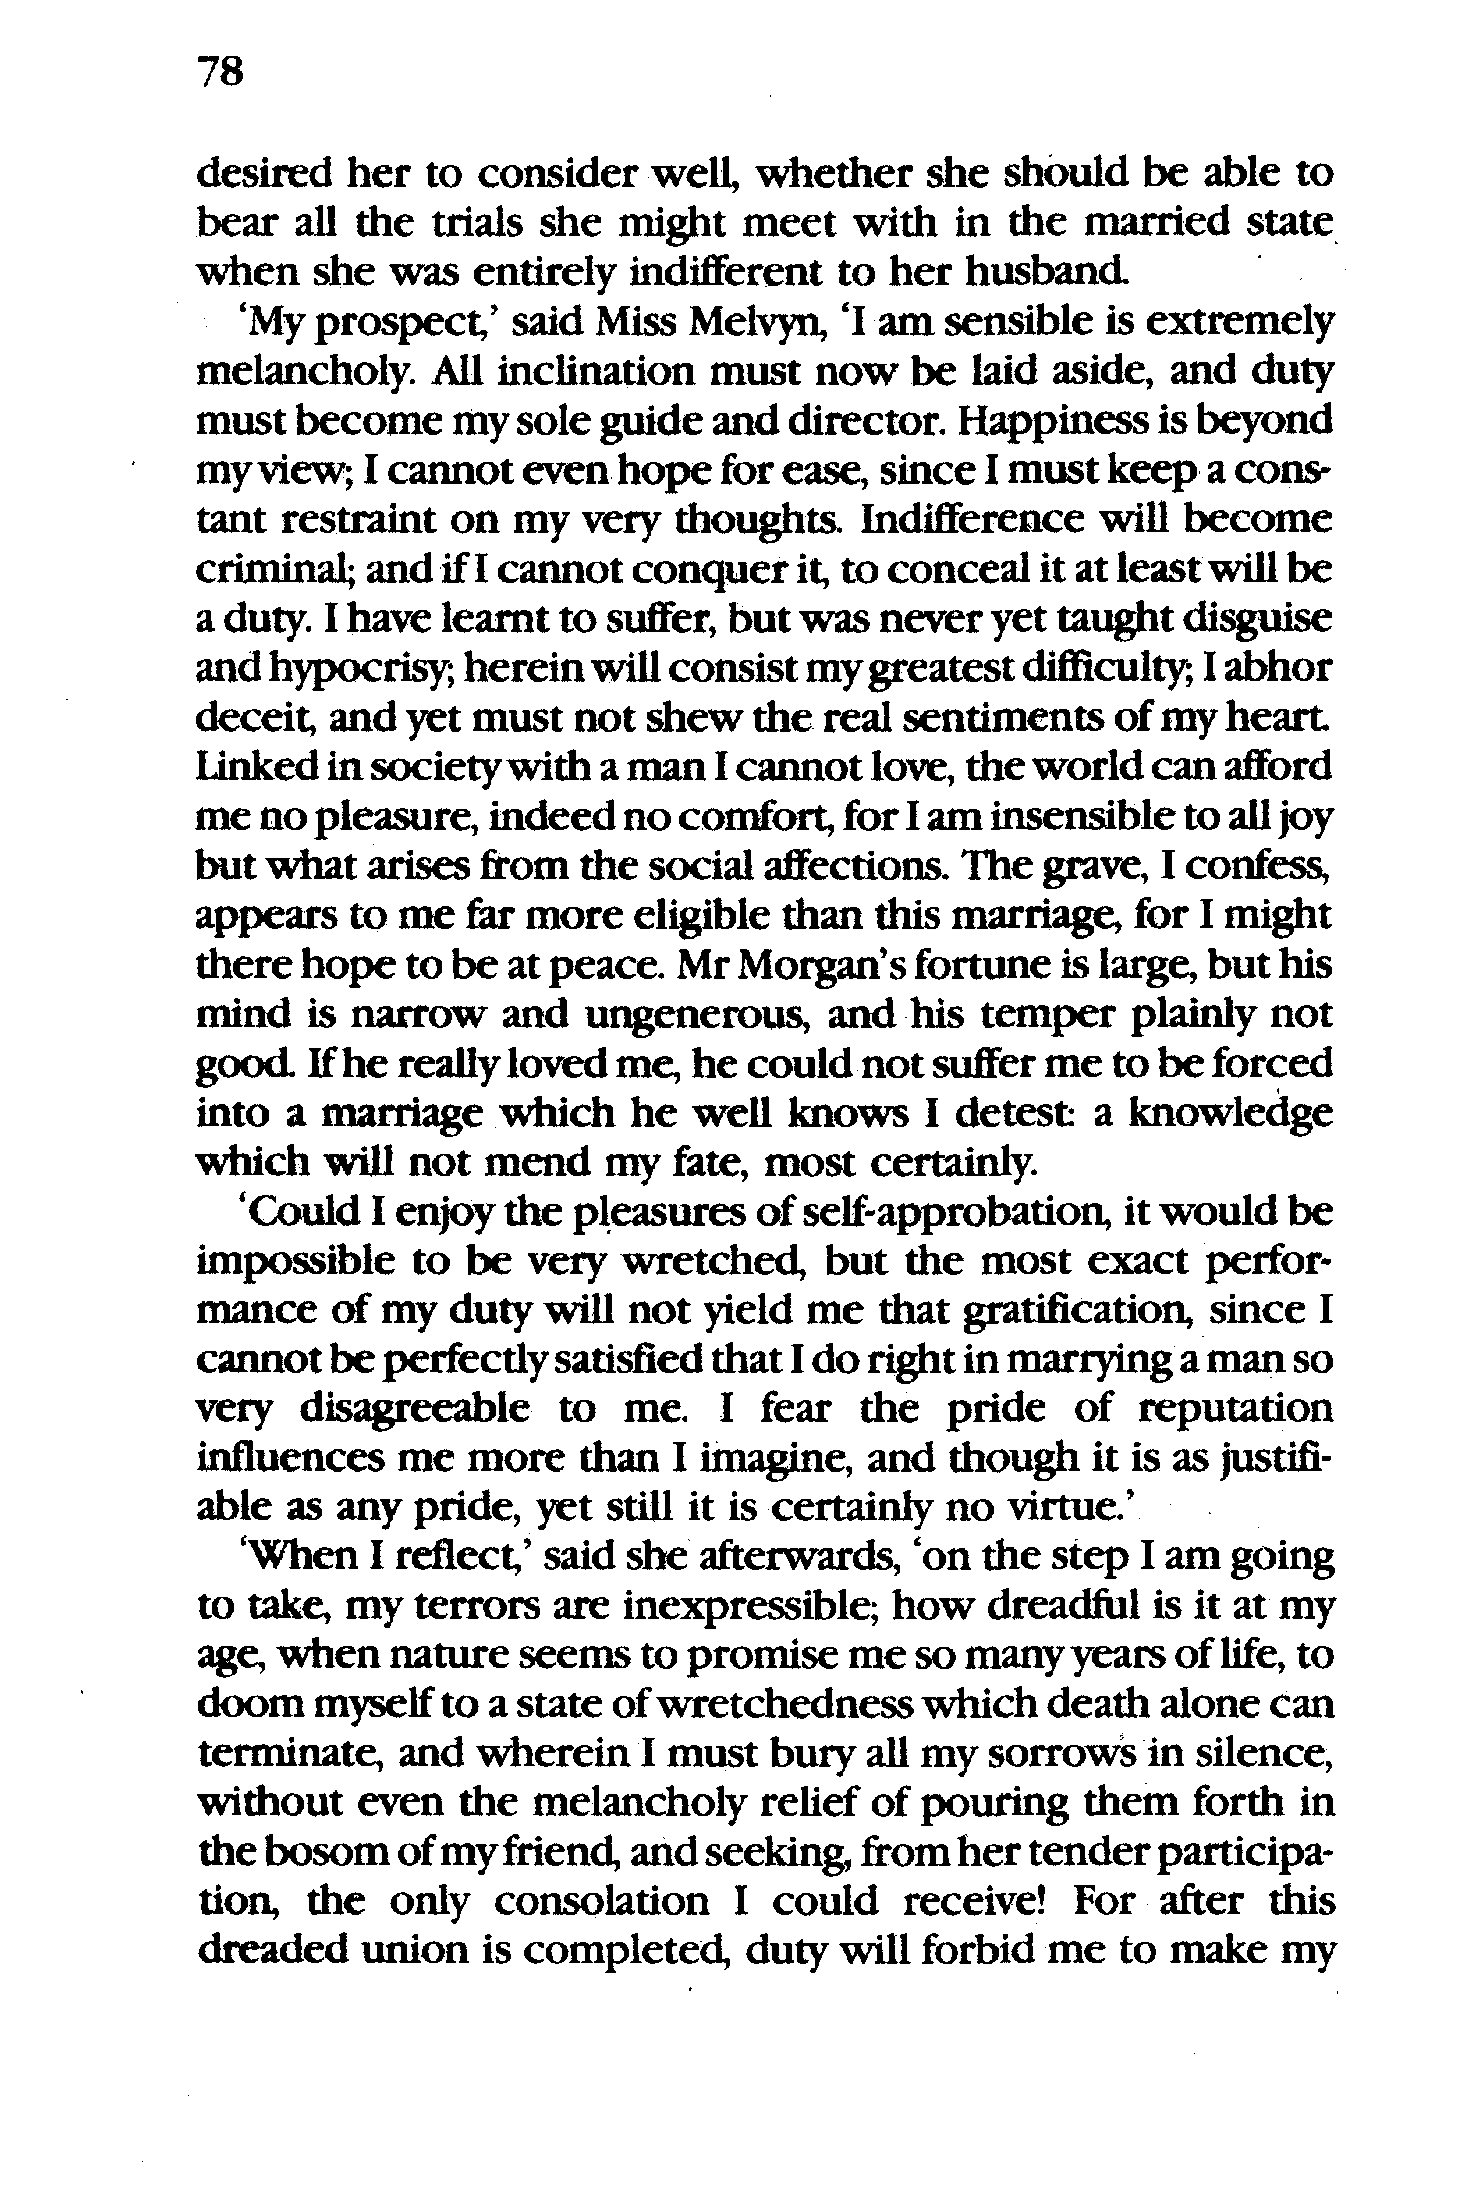 78
desired her to consider well, whether she should be able to
bear all the trials she might meet with in the married state
when she was entirely indifferent to her husband.
‘My prospect,’ said Miss Melvyn, ‘I am sensible is extremely
melancholy. All inclination must now be laid aside, and duty
must become my sole guide and director. Happiness is beyond
my view; I cannot even hope for ease, since I must keep a cons-
tant restraint on my very thoughts. Indifference will become
criminal; and if I cannot conquer it, to conceal it at least will be
a duty. I have learnt to suffer, but was never yet taught disguise
and hypocrisy; herein will consist my greatest difficulty; I abhor
deceit, and yet must not shew the real sentiments of my heart.
Linked in society with a man I cannot love, the world can afford
me no pleasure, indeed no comfort, for I am insensible to all joy
but what arises from the social affections. The grave, I confess,
appears to me far more eligible than this marriage, for I might
there hope to be at peace. Mr Morgan’s fortune is large, but his
mind is narrow and ungenerous, and his temper plainly not
good. If he really loved me, he could not suffer me to be forced
into a marriage which he well knows I detest: a knowledge
which will not mend my fate, most certainly.
‘Could I enjoy the pleasures of self-approbation, it would be
impossible to be very wretched, but the most exact perfor-
mance of my duty will not yield me that gratification, since I
cannot be perfectly satisfied that I do right in marrying a man so
very disagreeable to me. I fear the pride of reputation
influences me more than I imagine, and though it is as justifi-
able as any pride, yet still it is certainly no virtue.’
‘When I reflect,’ said she afterwards, ‘on the step I am going
to take, my terrors are inexpressible; how dreadful is it at my
age, when nature seems to promise me so many years of life, to
doom myself to a state of wretchedness which death alone can
terminate, and wherein I must bury all my sorrows in silence,
without even the melancholy relief of pouring them forth in
the bosom of my friend, and seeking, from her tender participa-
tion, the only consolation I could receive! For after this
dreaded union is completed, duty will forbid me to make my